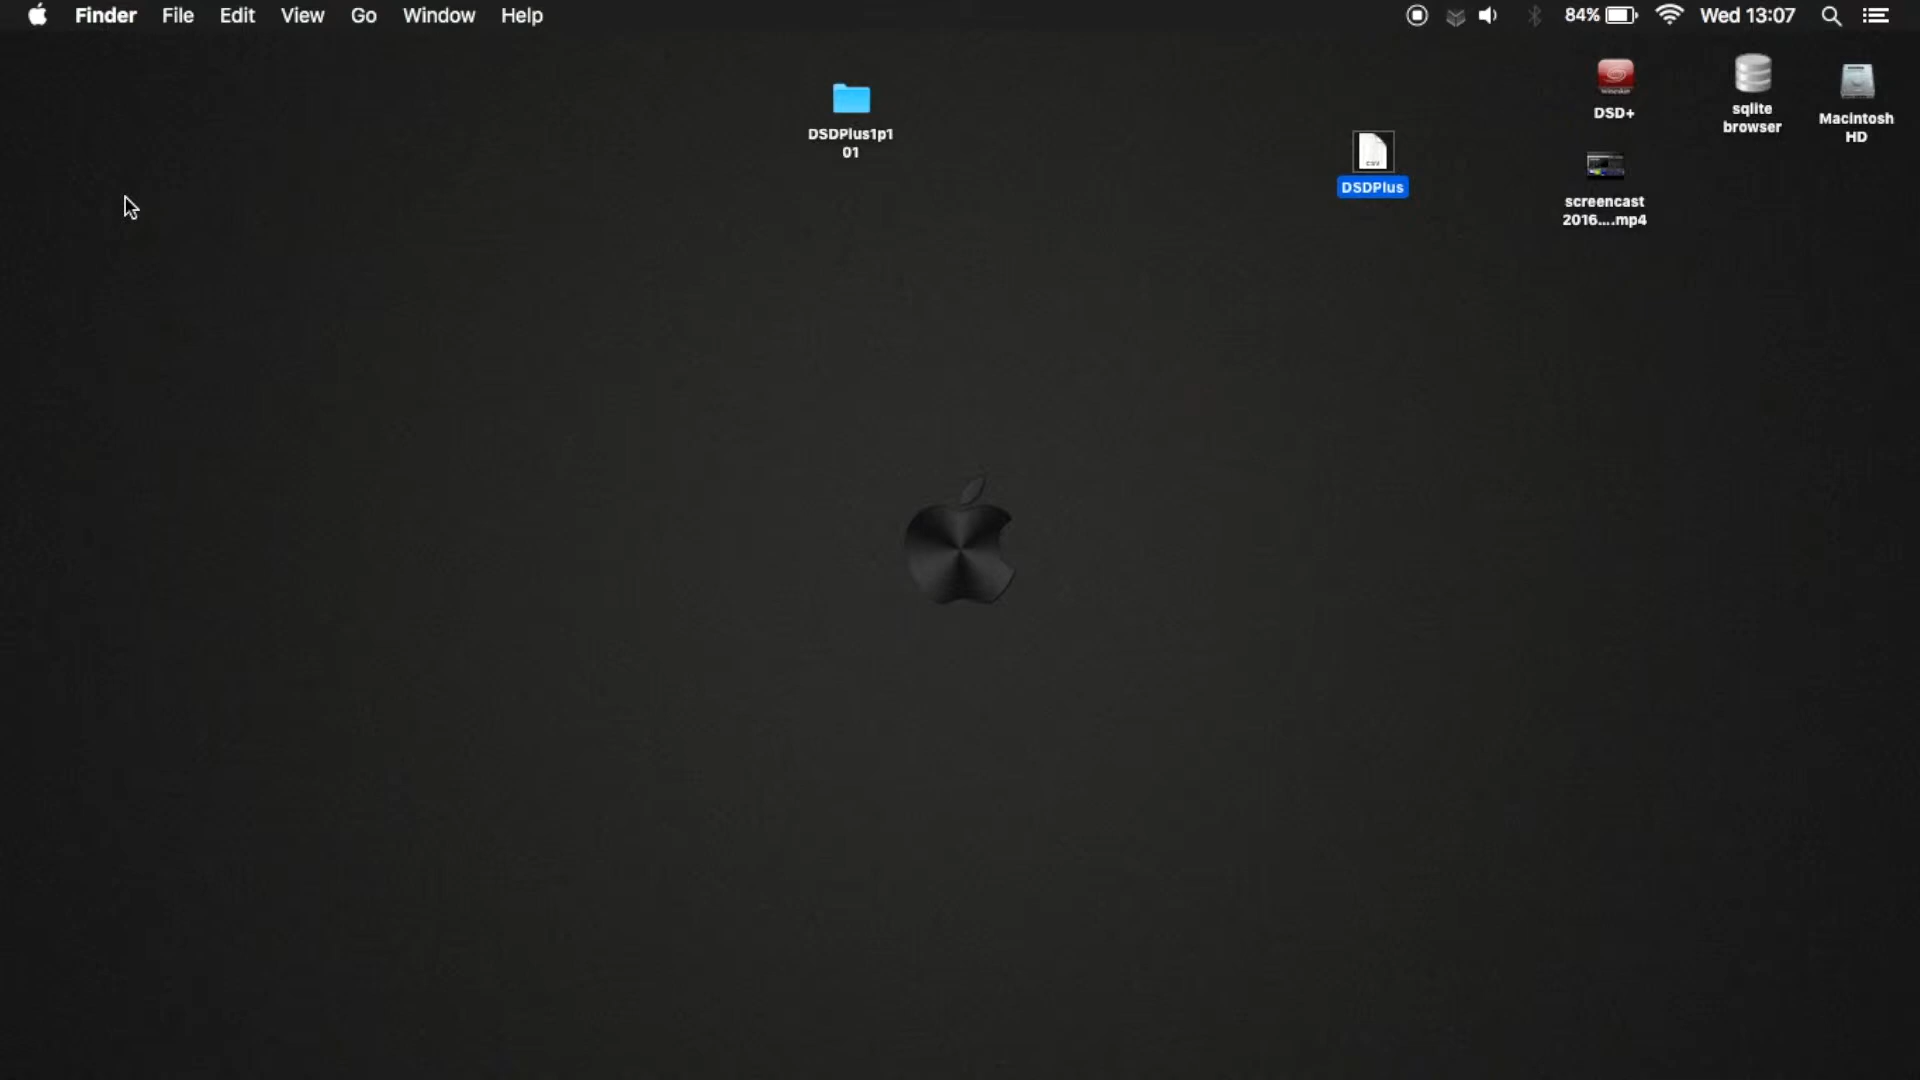 Finder File Edit View Go Window Help 84% Wed 13:07
DSDPlus1p1
01
CSV
DSDPlus
DSD+
sqlite
browser
Macintosh
HD
screencast
2016....mp4